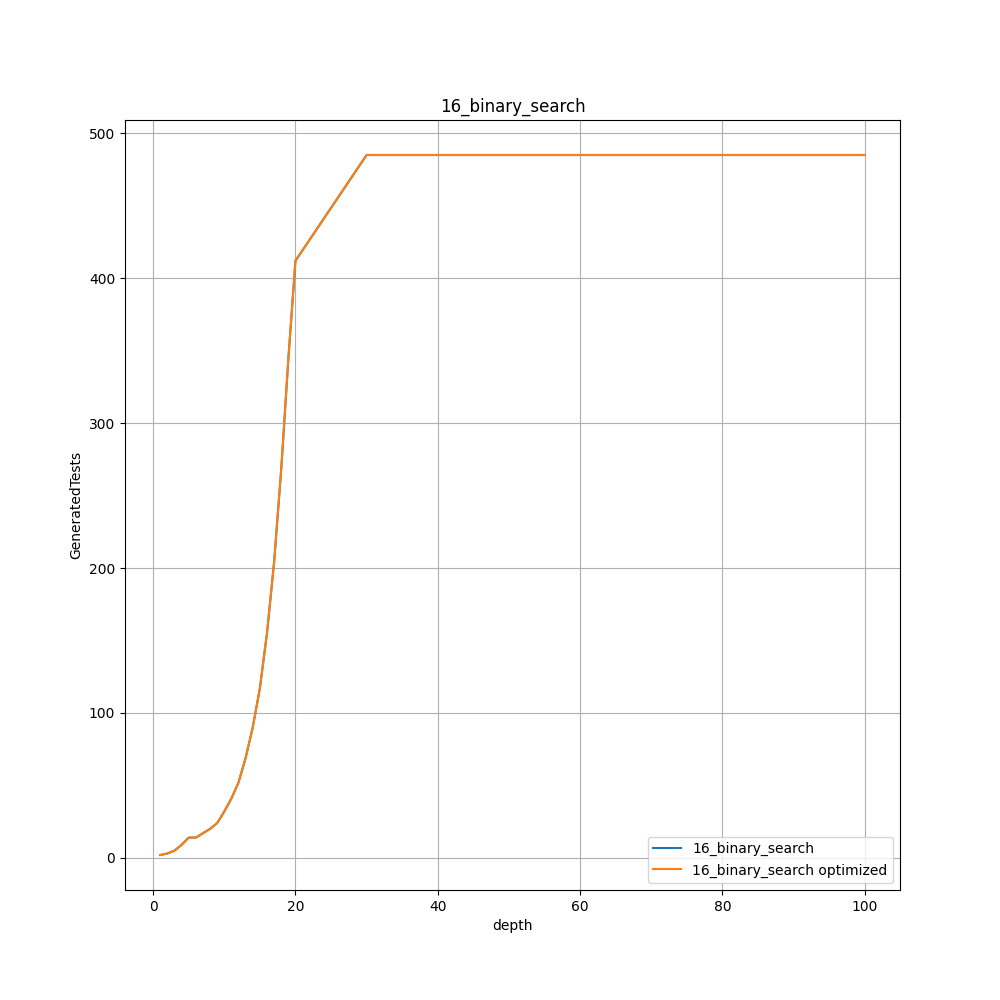 16_binary_search
500
400
300
200
100
0
GeneratedTests
0 20 40 60 80 100
depth
16_binary_search
16_binary_search optimized